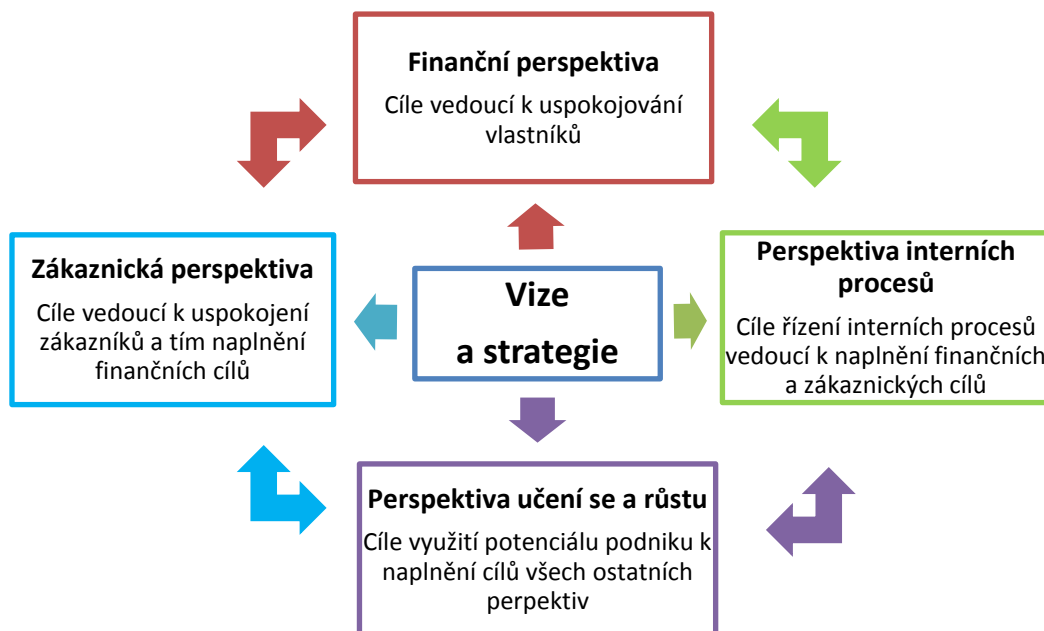 Finanční perspektiva
Cíle vedoucí k uspokojování
vlastníků
Zákaznická perspektiva
Cíle vedoucí k uspokojení
zákazníků a tím naplnění
finančních cílů
Vize
a strategie
Perspektiva interních
procesů
Cíle řízení interních procesů
vedoucí k naplnění finančních
a zákaznických cílů
Perspektiva učení se a růstu
Cíle využití potenciálu podniku k
naplnění cílů všech ostatních
perpektiv